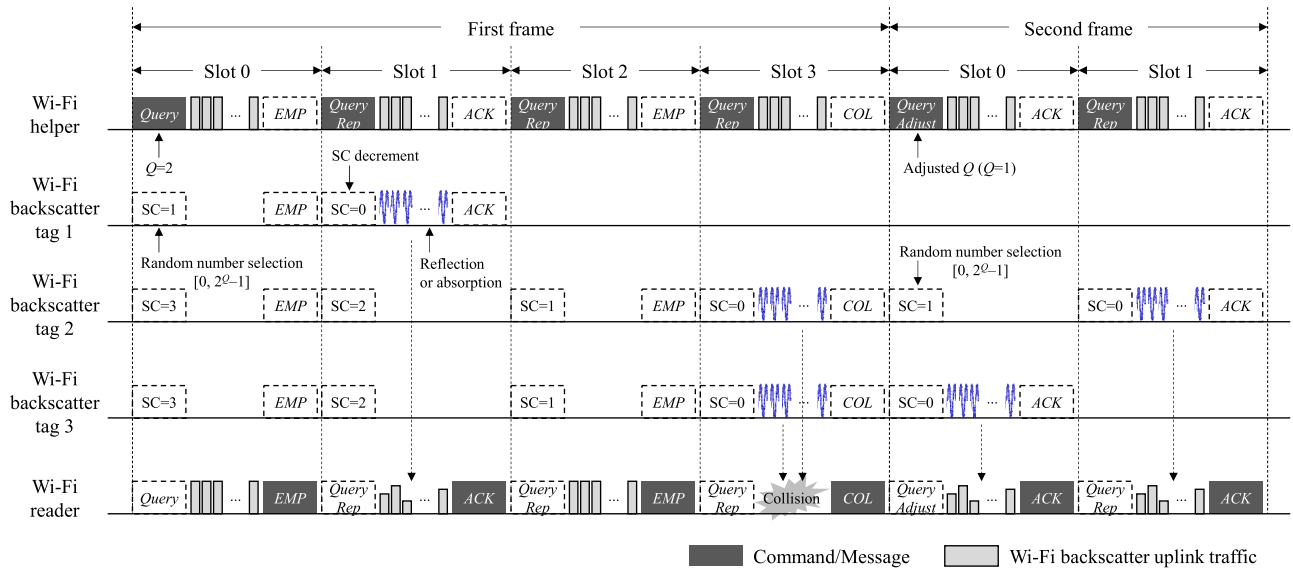 First frame
Second frame
Slot 0
Slot 1
Slot 2
Slot 3
Slot 0
Slot 1
Wi-Fi
helper
Query
...
EMP
Query
Rep
...
ACK
Query
Rep
...
EMP
Query
Rep
...
COL
Query
Adjust
...
ACK
Query
Rep
...
ACK
Q=2
SC decrement
Adjusted Q (Q=1)
Wi-Fi
backscatter
tag 1
SC=1
EMP
SC=0
...
ACK
Random number selection
[0, 2^Q–1]
Reflection
or absorption
Random number selection
[0, 2^Q–1]
Wi-Fi
backscatter
tag 2
SC=3
EMP
SC=2
SC=1
EMP
SC=0
...
COL
SC=1
SC=0
...
ACK
Wi-Fi
backscatter
tag 3
SC=3
EMP
SC=2
SC=1
EMP
SC=0
...
COL
SC=0
...
ACK
Wi-Fi
reader
Query
...
EMP
Query
Rep
...
ACK
Query
Rep
...
EMP
Query
Rep
Collision
COL
Query
Adjust
...
ACK
Query
Rep
...
ACK
Command/Message
Wi-Fi backscatter uplink traffic